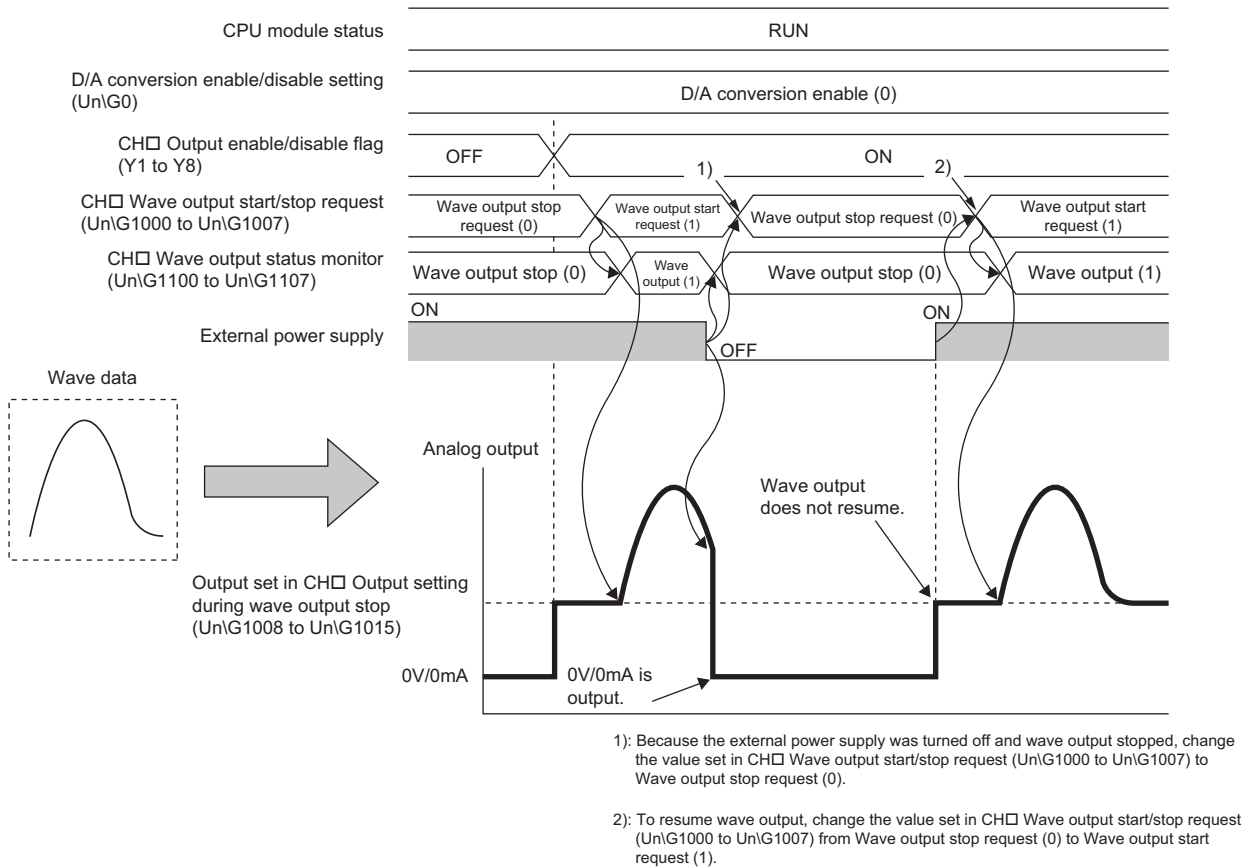 CPU module status
RUN
D/A conversion enable/disable setting
(Un\G0)
D/A conversion enable (0)
CH□ Output enable/disable flag
(Y1 to Y8)
OFF
ON
1)
2)
CH□ Wave output start/stop request
(Un\G1000 to Un\G1007)
Wave output stop
request (0)
Wave output start
request (1)
Wave output stop request (0)
Wave output start
request (1)
CH□ Wave output status monitor
(Un\G1100 to Un\G1107)
Wave output stop (0)
Wave
output (1)
Wave output stop (0)
Wave output (1)
External power supply
ON
OFF
ON
Wave data
Analog output
Wave output
does not resume.
Output set in CH□ Output setting
during wave output stop
(Un\G1008 to Un\G1015)
0V/0mA
0V/0mA is
output.
1): Because the external power supply was turned off and wave output stopped, change
the value set in CH□ Wave output start/stop request (Un\G1000 to Un\G1007) to
Wave output stop request (0).
2): To resume wave output, change the value set in CH□ Wave output start/stop request
(Un\G1000 to Un\G1007) from Wave output stop request (0) to Wave output start
request (1).